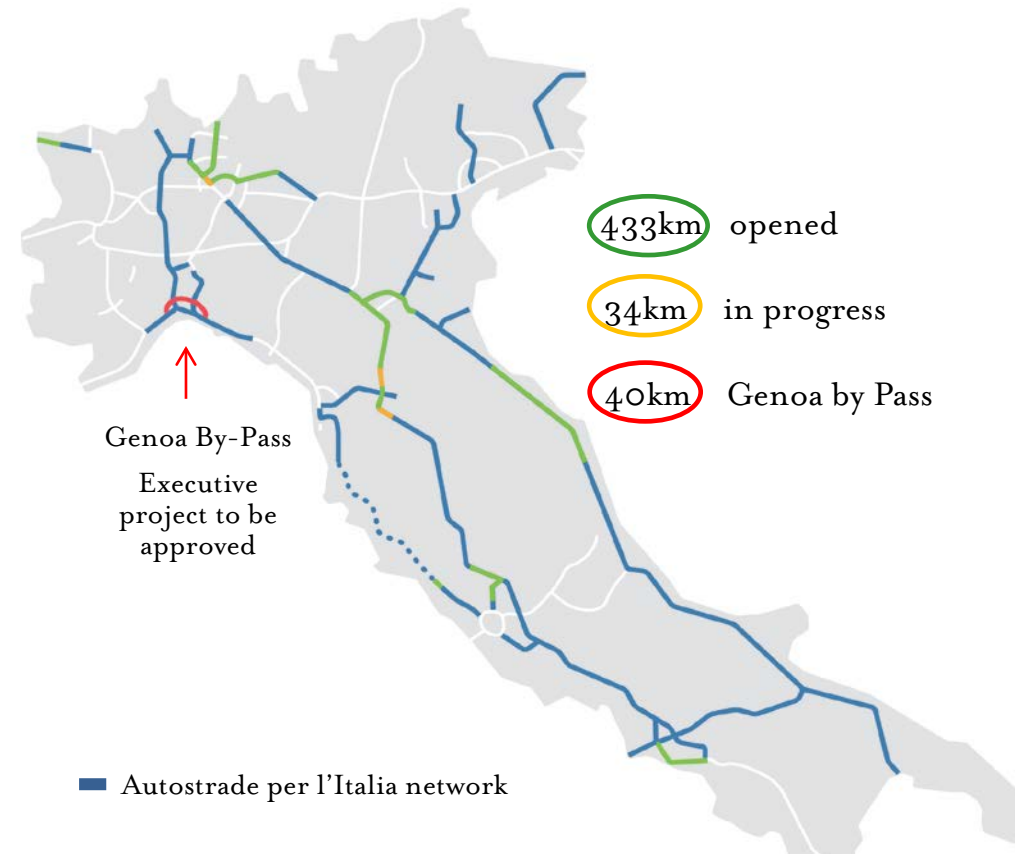 433km opened
34km in progress
40km Genoa by Pass
Genoa By-Pass
Executive
project to be
approved
Autostrade per l'Italia network